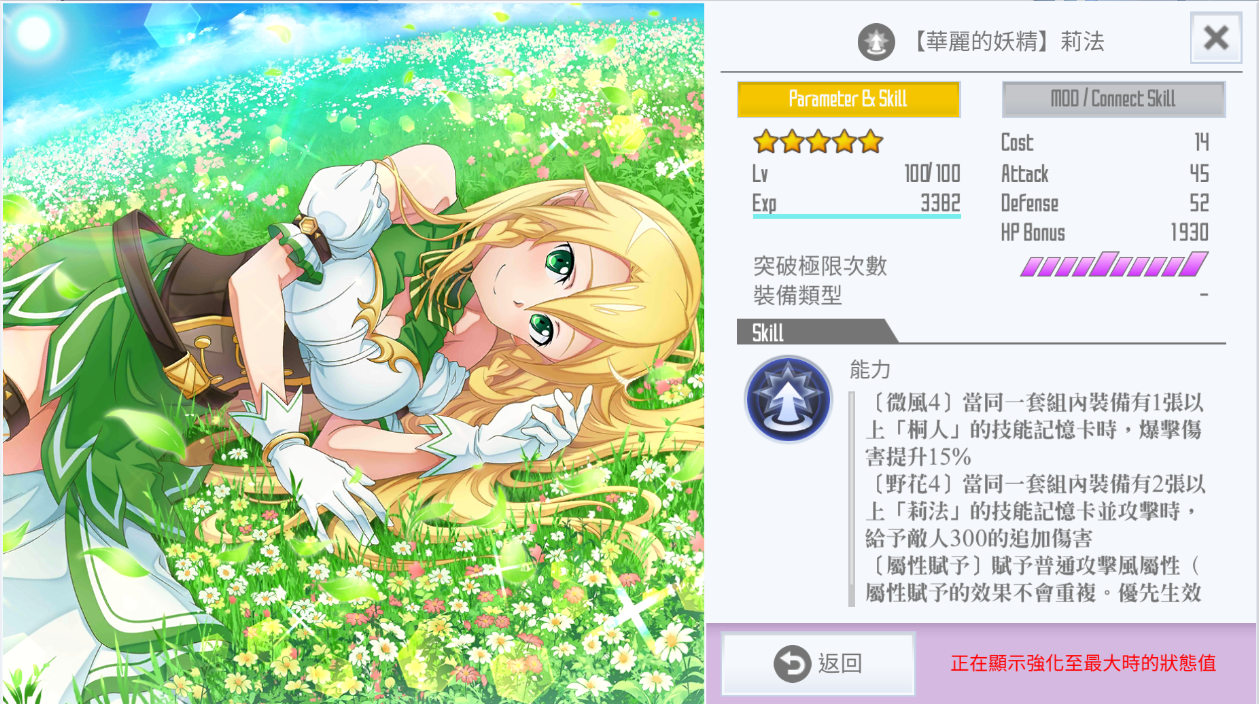 【華麗的妖精】莉法
Parameter & Skill
MOD / Connect Skill
Lv 100/100
Exp 3382
Cost 14
Attack 45
Defense 52
HP Bonus 1930
突破極限次數
裝備類型 -
Skill
能力
〔微風4〕當同一套組內裝備有1張以
上「桐人」的技能記憶卡時，爆擊傷
害提升15%
〔野花4〕當同一套組內裝備有2張以
上「莉法」的技能記憶卡並攻擊時，
給予敵人300的追加傷害
〔屬性賦予〕賦予普通攻擊風屬性（
屬性賦予的效果不會重複。優先生效
返回
正在顯示強化至最大時的狀態值